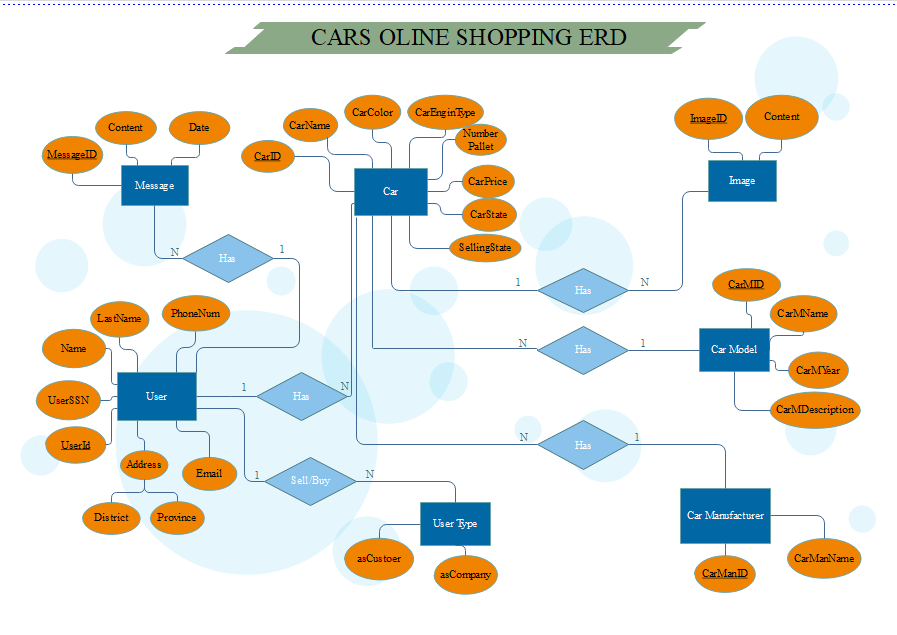 CARS OLINE SHOPPING ERD
CarColor
CarEnginType
ImageID
Content
Content
Date
CarName
Number
Pallet
MessageID
CarID
Message
Car
CarPrice
Image
CarState
SellingState
N
Has
1
1
Has
N
CarMID
LastName
PhoneNum
CarMName
Name
N
Has
1
Car Model
CarMYear
UserSSN
User
1
Has
N
CarMDescription
UserId
N
Has
1
Address
Email
1
Sell/Buy
N
District
Province
User Type
Car Manufacturer
asCustoer
asCompany
CarManID
CarManName